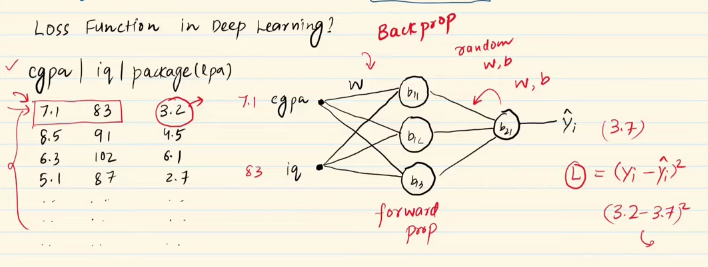 Loss Function in Deep Learning?
Backprop
random
w,b
w,b
cgpa | iq | package(lpa)
7.1 83 3.2
8.5 91 4.5
6.3 102 6.1
5.1 87 2.7
.. .. ..
.. .. ..
.. .. ..
W
7.1 cgpa
83 iq
b11
b12
b13
b21
forward
prop
ŷi (3.7)
L = (yi - ŷi)²
(3.2-3.7)²